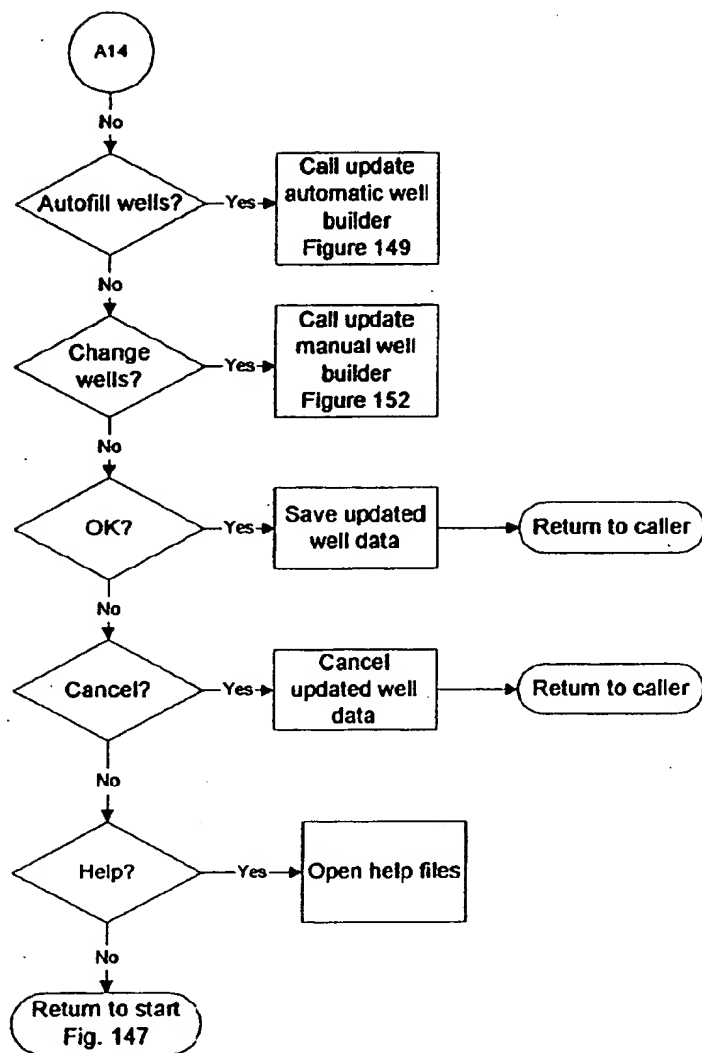 A14
No
Autofill wells?
Yes
Call update
automatic well
builder
Figure 149
No
Change
wells?
Yes
Call update
manual well
builder
Figure 152
No
OK?
Yes
Save updated
well data
Return to caller
No
Cancel?
Yes
Cancel
updated well
data
Return to caller
No
Help?
Yes
Open help files
No
Return to start
Fig. 147